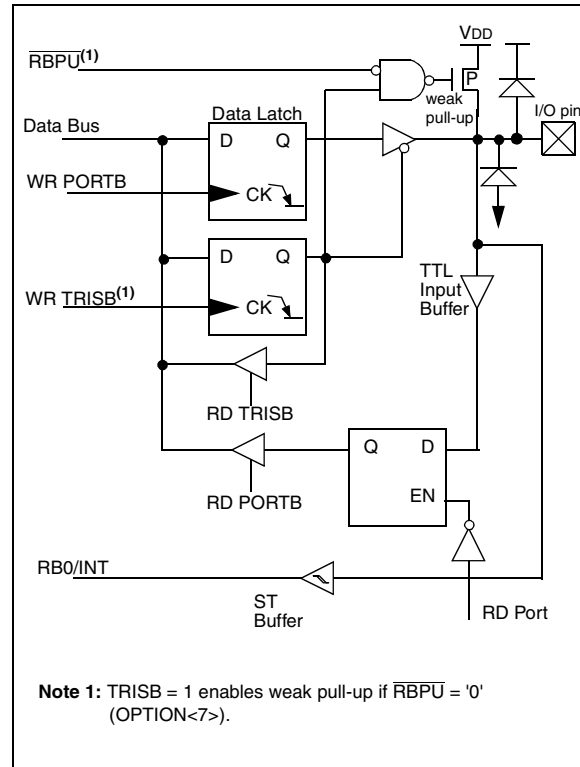 RBPU(1)
VDD
P
weak
pull-up
I/O pin
Data Bus
Data Latch
D Q
WR PORTB
CK
D Q
WR TRISB(1)
CK
TTL
Input
Buffer
RD TRISB
Q D
EN
RD PORTB
RB0/INT
ST
Buffer
RD Port
Note 1: TRISB = 1 enables weak pull-up if RBPU = '0'
(OPTION<7>).